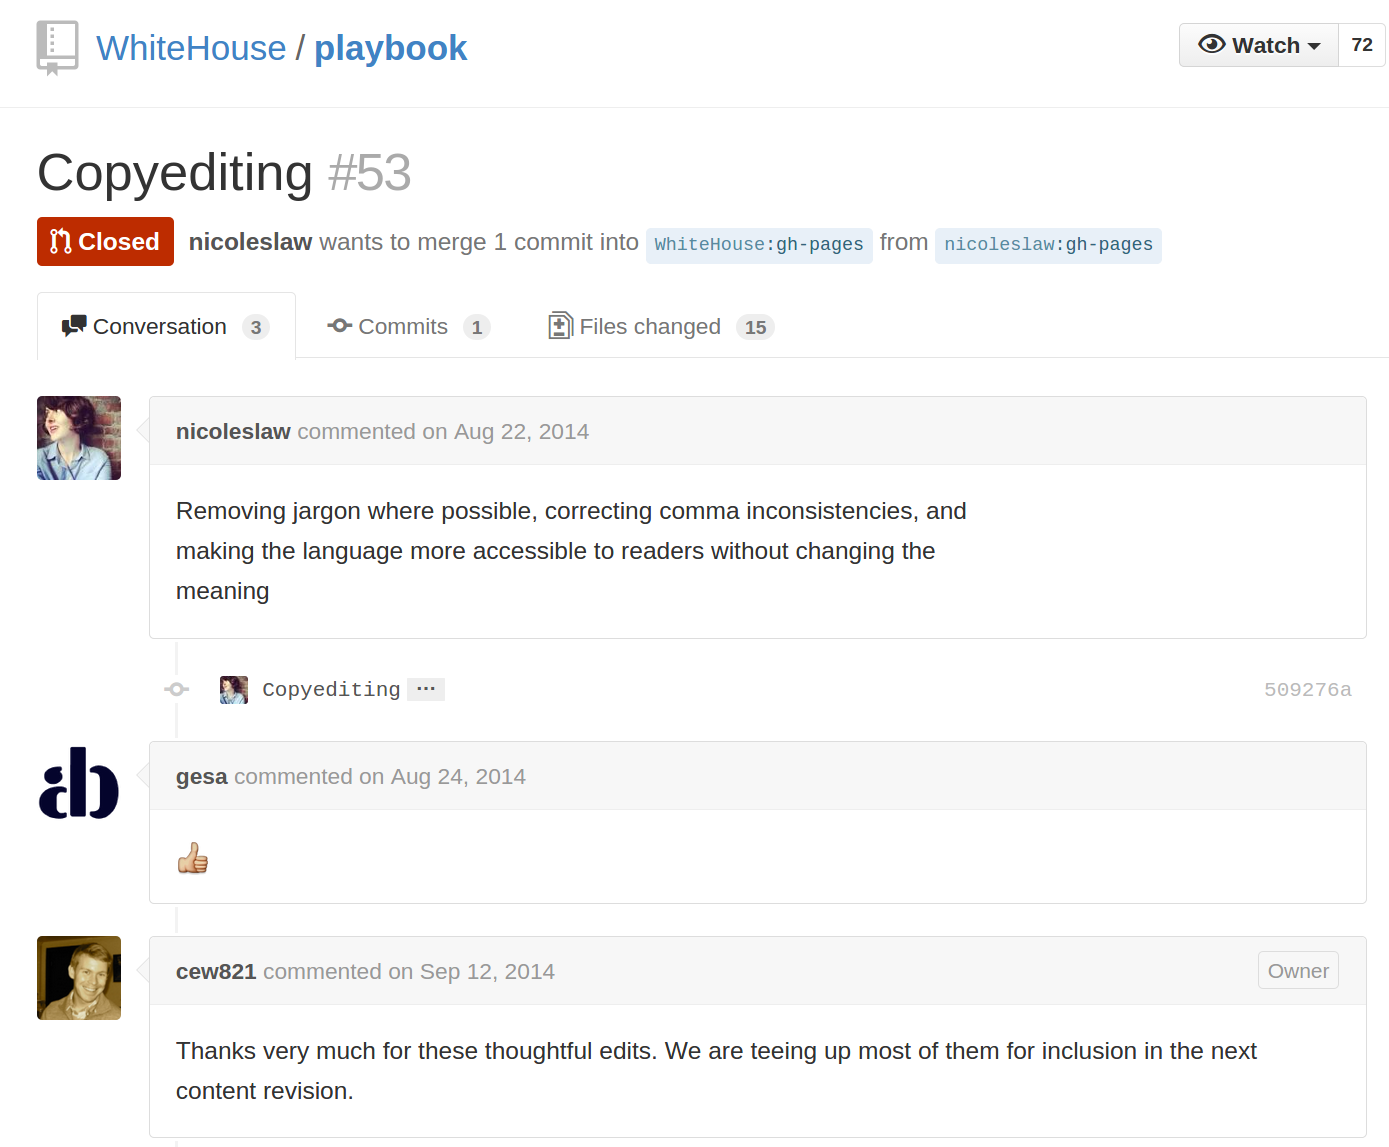 WhiteHouse / playbook
Watch 72
Copyediting #53
Closed nicoleslaw wants to merge 1 commit into WhiteHouse:gh-pages from nicoleslaw:gh-pages
Conversation 3 Commits 1 Files changed 15
nicoleslaw commented on Aug 22, 2014
Removing jargon where possible, correcting comma inconsistencies, and
making the language more accessible to readers without changing the
meaning
Copyediting ... 509276a
ab
gesa commented on Aug 24, 2014
cew821 commented on Sep 12, 2014 Owner
Thanks very much for these thoughtful edits. We are teeing up most of them for inclusion in the next
content revision.